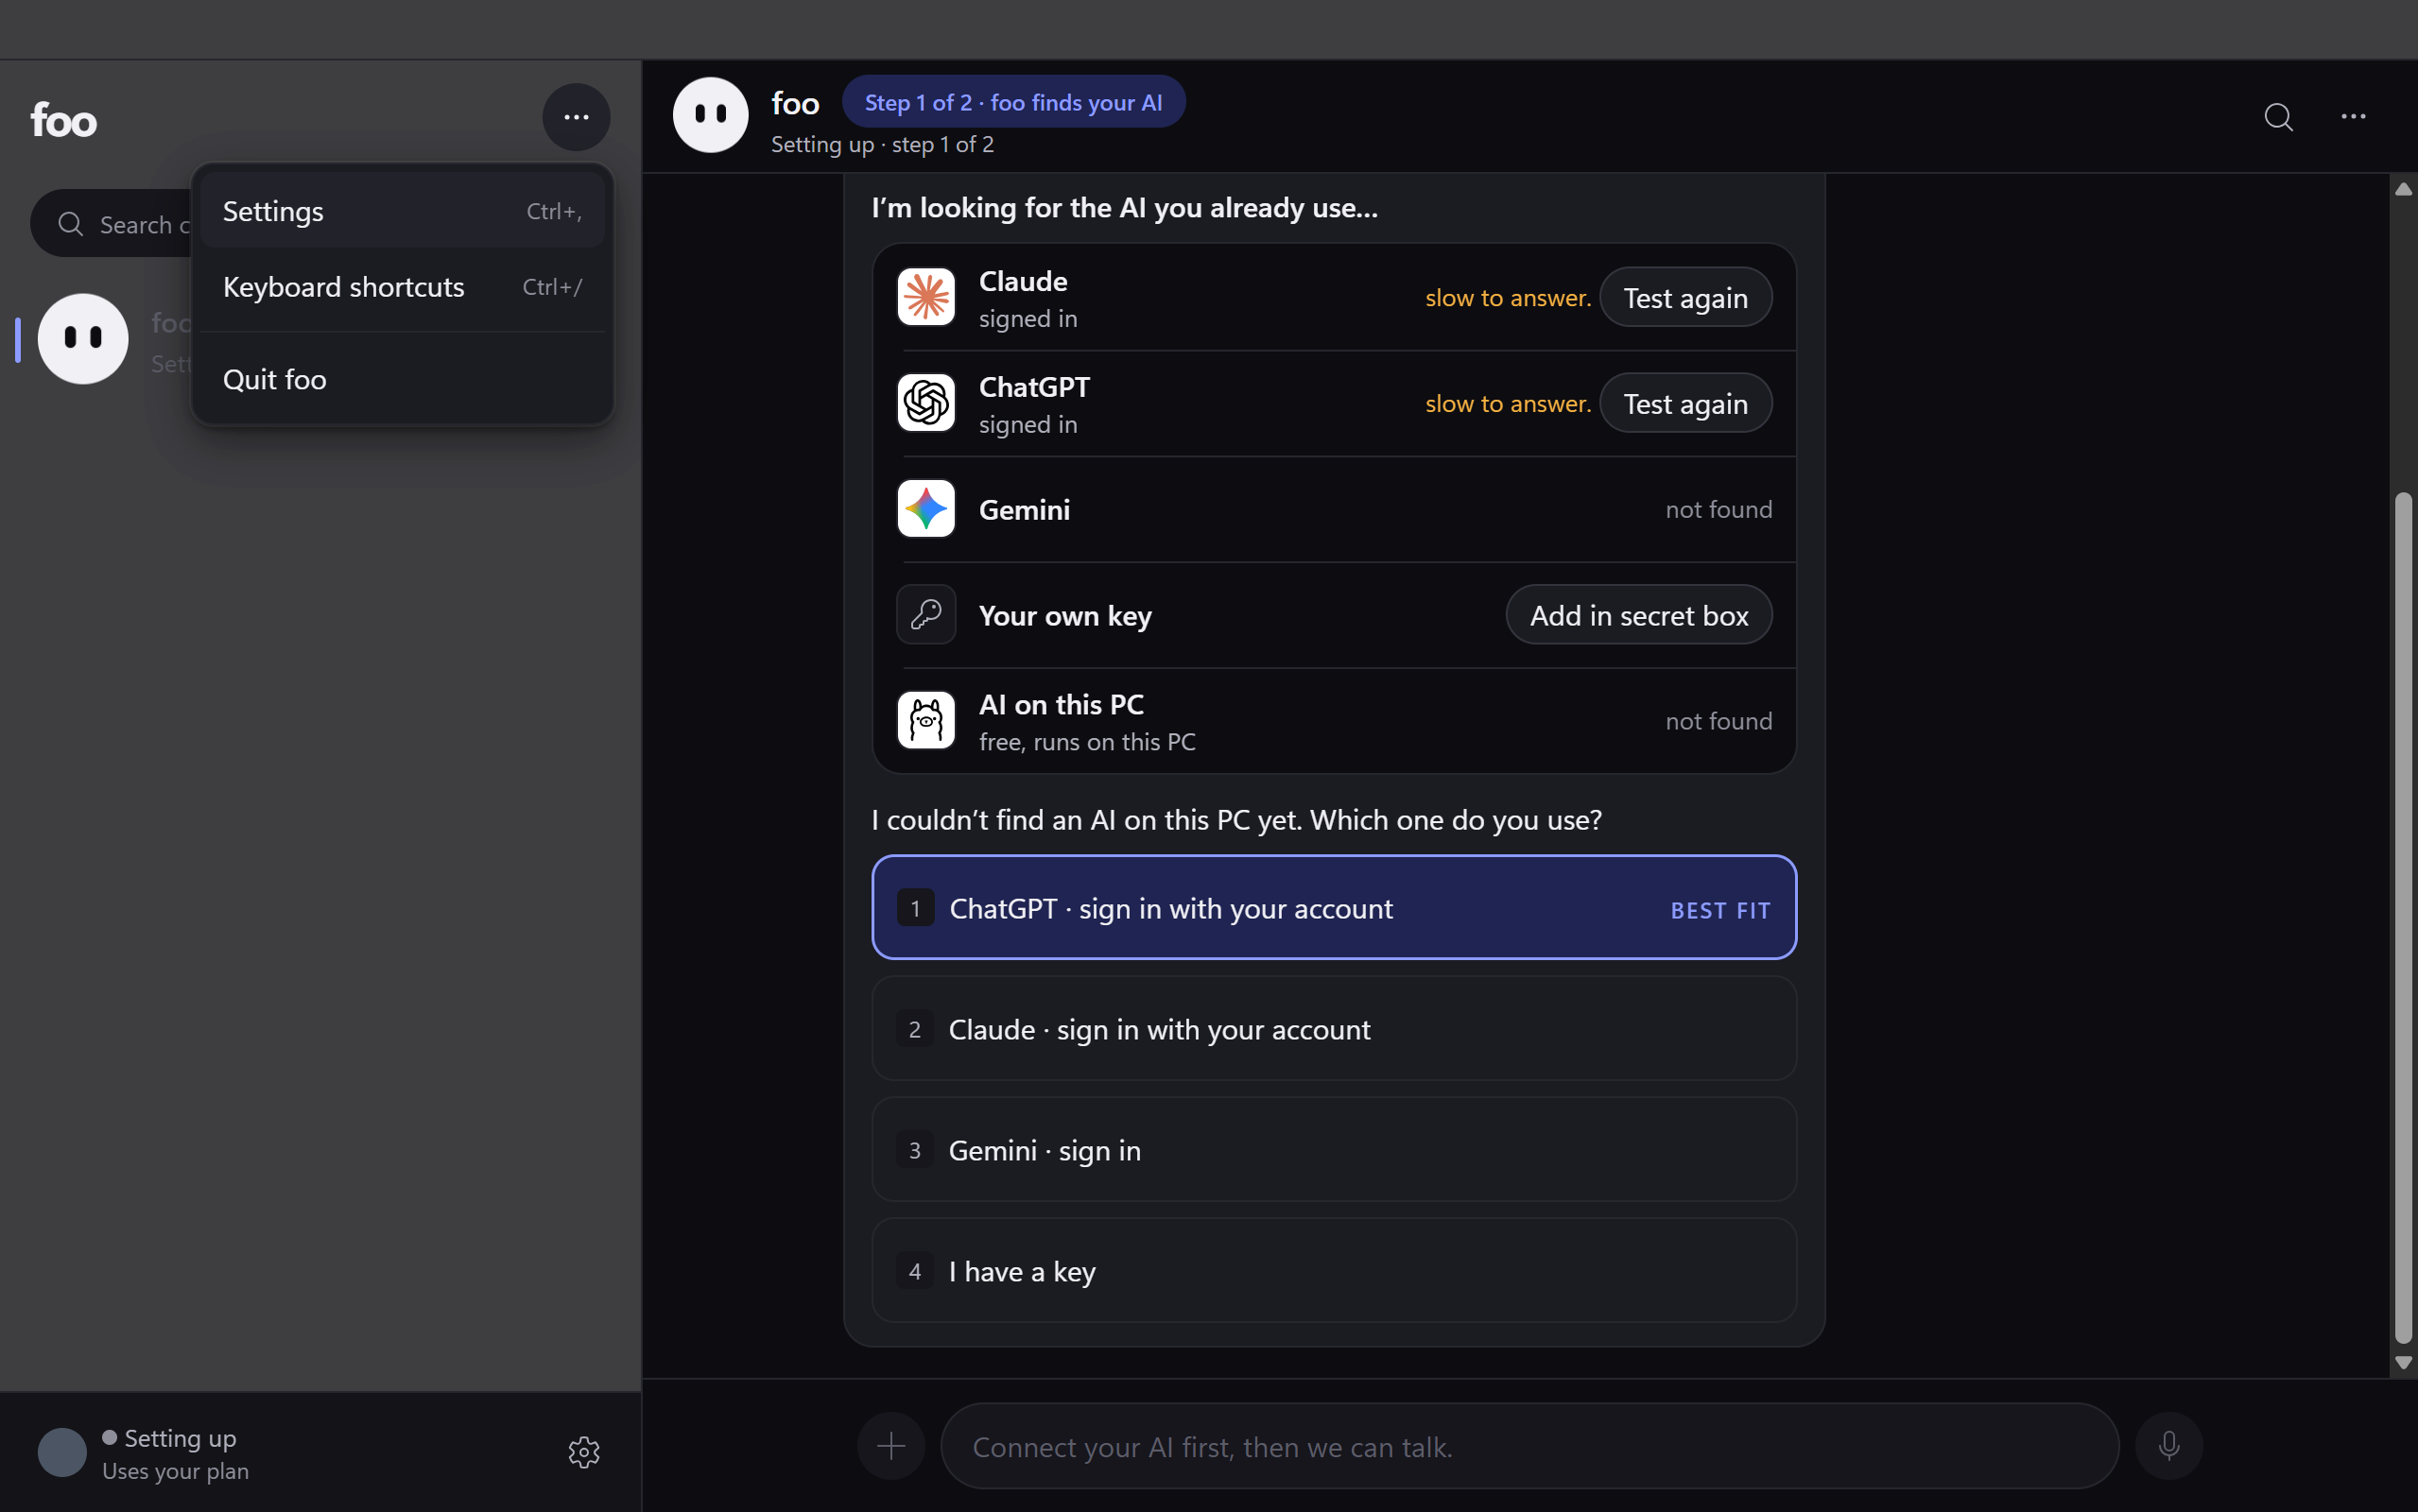 foo
Search
Settings Ctrl+,
Keyboard shortcuts Ctrl+/
Quit foo
Setting up
Uses your plan
foo
Step 1 of 2 · foo finds your AI
Setting up · step 1 of 2
I’m looking for the AI you already use…
Claude
signed in
slow to answer. Test again
ChatGPT
signed in
slow to answer. Test again
Gemini
not found
Your own key
Add in secret box
AI on this PC
free, runs on this PC
not found
I couldn’t find an AI on this PC yet. Which one do you use?
1 ChatGPT · sign in with your account BEST FIT
2 Claude · sign in with your account
3 Gemini · sign in
4 I have a key
Connect your AI first, then we can talk.